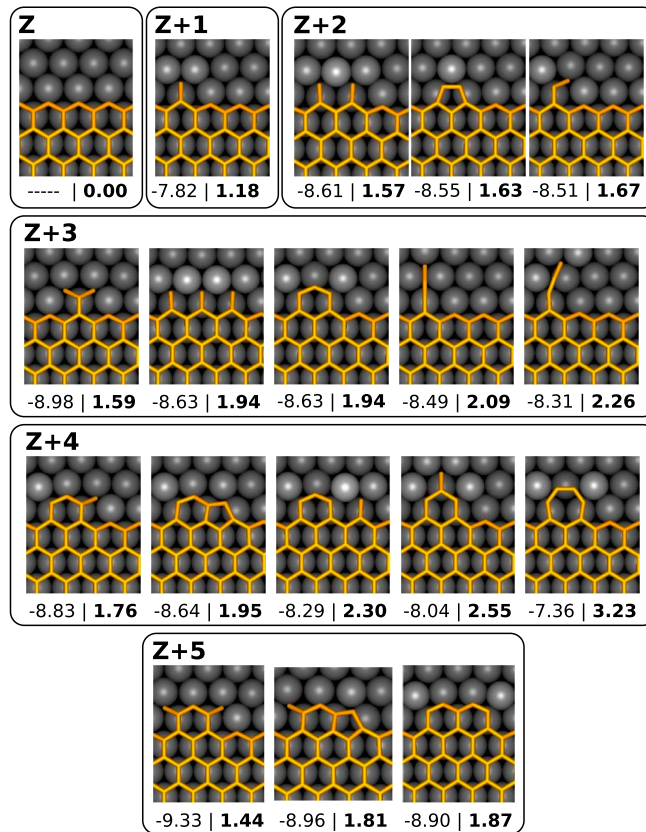 Z
Z+1
Z+2
----- | 0.00
-7.82 | 1.18
-8.61 | 1.57
-8.55 | 1.63
-8.51 | 1.67
Z+3
-8.98 | 1.59
-8.63 | 1.94
-8.63 | 1.94
-8.49 | 2.09
-8.31 | 2.26
Z+4
-8.83 | 1.76
-8.64 | 1.95
-8.29 | 2.30
-8.04 | 2.55
-7.36 | 3.23
Z+5
-9.33 | 1.44
-8.96 | 1.81
-8.90 | 1.87